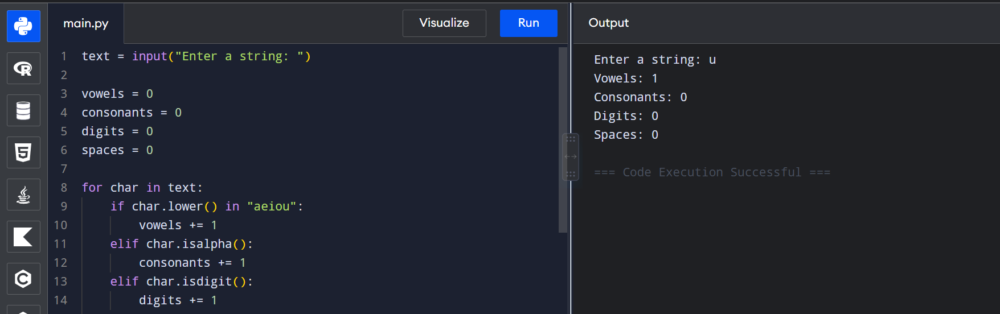 main.py
Visualize
Run
Output
1 text = input("Enter a string: ")
2
3 vowels = 0
4 consonants = 0
5 digits = 0
6 spaces = 0
7
8 for char in text:
9     if char.lower() in "aeiou":
10         vowels += 1
11     elif char.isalpha():
12         consonants += 1
13     elif char.isdigit():
14         digits += 1
Enter a string: u
Vowels: 1
Consonants: 0
Digits: 0
Spaces: 0
=== Code Execution Successful ===